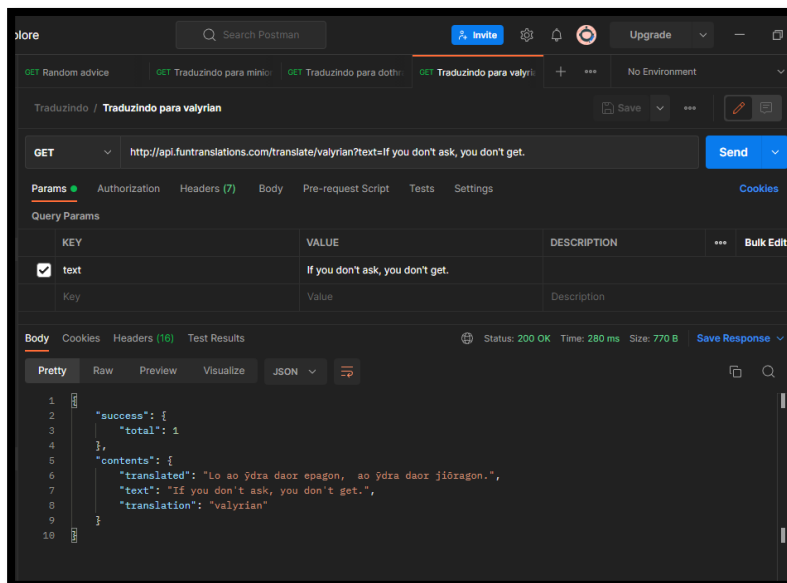 plore
Search Postman
Invite
Upgrade
GET Random advice
GET Traduzindo para minio
GET Traduzindo para dothr
GET Traduzindo para valyri
No Environment
Traduzindo / Traduzindo para valyrian
Save
GET
http://api.funtranslations.com/translate/valyrian?text=If you don't ask, you don't get.
Send
Params
Authorization
Headers (7)
Body
Pre-request Script
Tests
Settings
Cookies
Query Params
KEY VALUE DESCRIPTION Bulk Edit
text If you don't ask, you don't get.
Key Value Description
Body Cookies Headers (16) Test Results Status: 200 OK Time: 280 ms Size: 770 B Save Response
Pretty Raw Preview Visualize JSON
1 {
2 "success": {
3 "total": 1
4 },
5 "contents": {
6 "translated": "Lo ao ȳdra daor epagon,  ao ȳdra daor jiōragon.",
7 "text": "If you don't ask, you don't get.",
8 "translation": "valyrian"
9 }
10 }